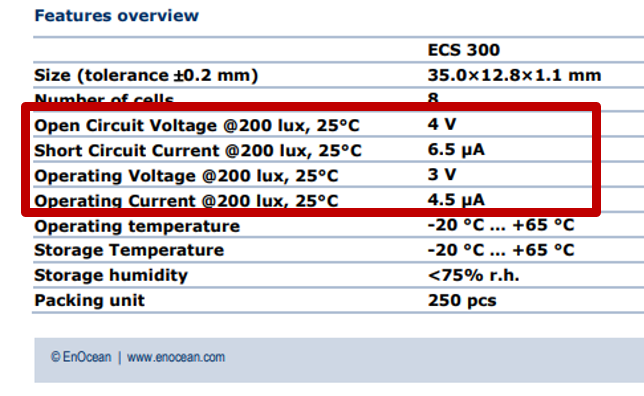 Features overview
ECS 300
Size (tolerance ±0.2 mm) 35.0×12.8×1.1 mm
Number of cells 8
Open Circuit Voltage @200 lux, 25°C 4 V
Short Circuit Current @200 lux, 25°C 6.5 µA
Operating Voltage @200 lux, 25°C 3 V
Operating Current @200 lux, 25°C 4.5 µA
Operating temperature -20 °C ... +65 °C
Storage Temperature -20 °C ... +65 °C
Storage humidity <75% r.h.
Packing unit 250 pcs
© EnOcean | www.enocean.com